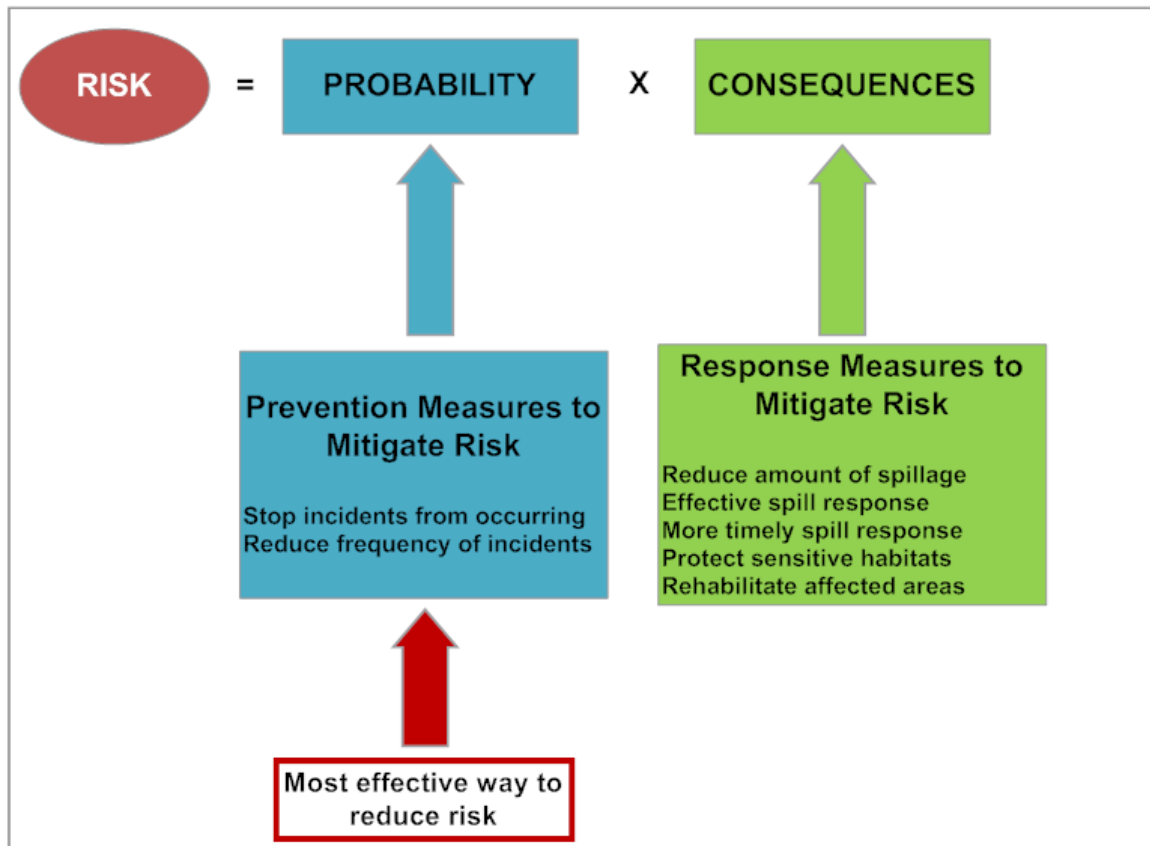 RISK = PROBABILITY X CONSEQUENCES
Prevention Measures to
Mitigate Risk
Stop incidents from occurring
Reduce frequency of incidents
Response Measures to
Mitigate Risk
Reduce amount of spillage
Effective spill response
More timely spill response
Protect sensitive habitats
Rehabilitate affected areas
Most effective way to
reduce risk